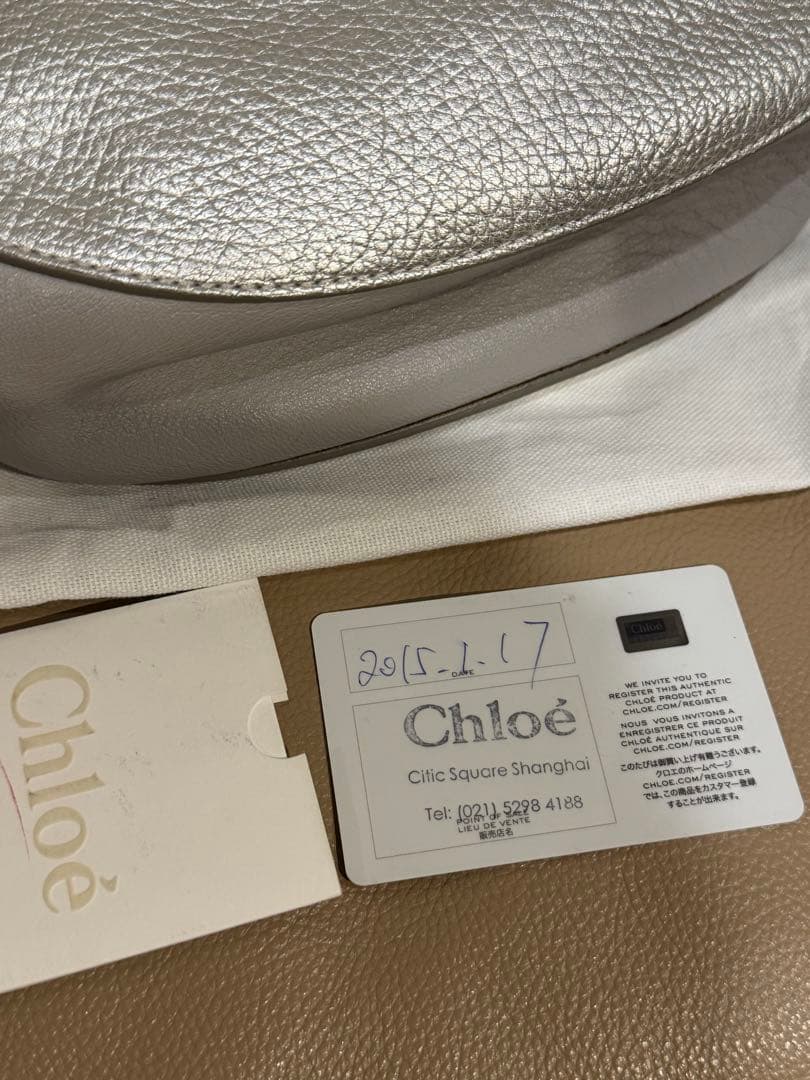 Chloé
2015-1-17
DATE
Chloé
Citic Square Shanghai
Tel: (021) 5298 4188
POINT OF SALE
LIEU DE VENTE
販売店名
Chloé
WE INVITE YOU TO
REGISTER THIS AUTHENTIC
CHLOÉ PRODUCT AT
CHLOE.COM/REGISTER
NOUS VOUS INVITONS A
ENREGISTRER CE PRODUIT
CHLOÉ AUTHENTIQUE SUR
CHLOE.COM/REGISTER
このたびは御買い上げ有難うございます。
クロエのホームページ
CHLOE.COM/REGISTER
では、この商品をカスタマー登録
することが出来ます。